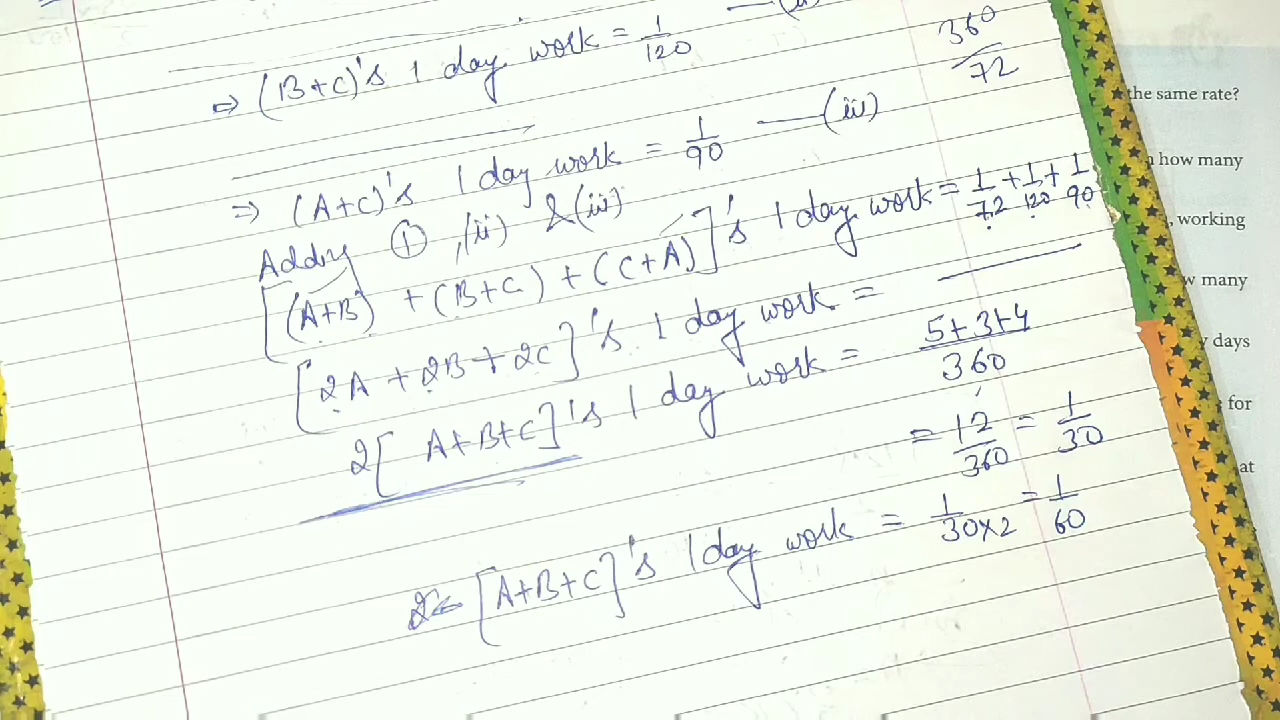 ⇒ (B+C)'s 1 day work = 1/120 —(ii)
360/72
⇒ (A+C)'s 1 day work = 1/90 —(iii)
Adding ①, (ii) & (iii)
[(A+B) + (B+C) + (C+A)]'s 1 day work = 1/72 + 1/120 + 1/90
[2A + 2B + 2C]'s 1 day work =
2[A+B+C]'s 1 day work = 5+3+4/360
= 12/360 = 1/30
[A+B+C]'s 1 day work = 1/30×2 = 1/60
the same rate?
how many
, working
many
days
for
at